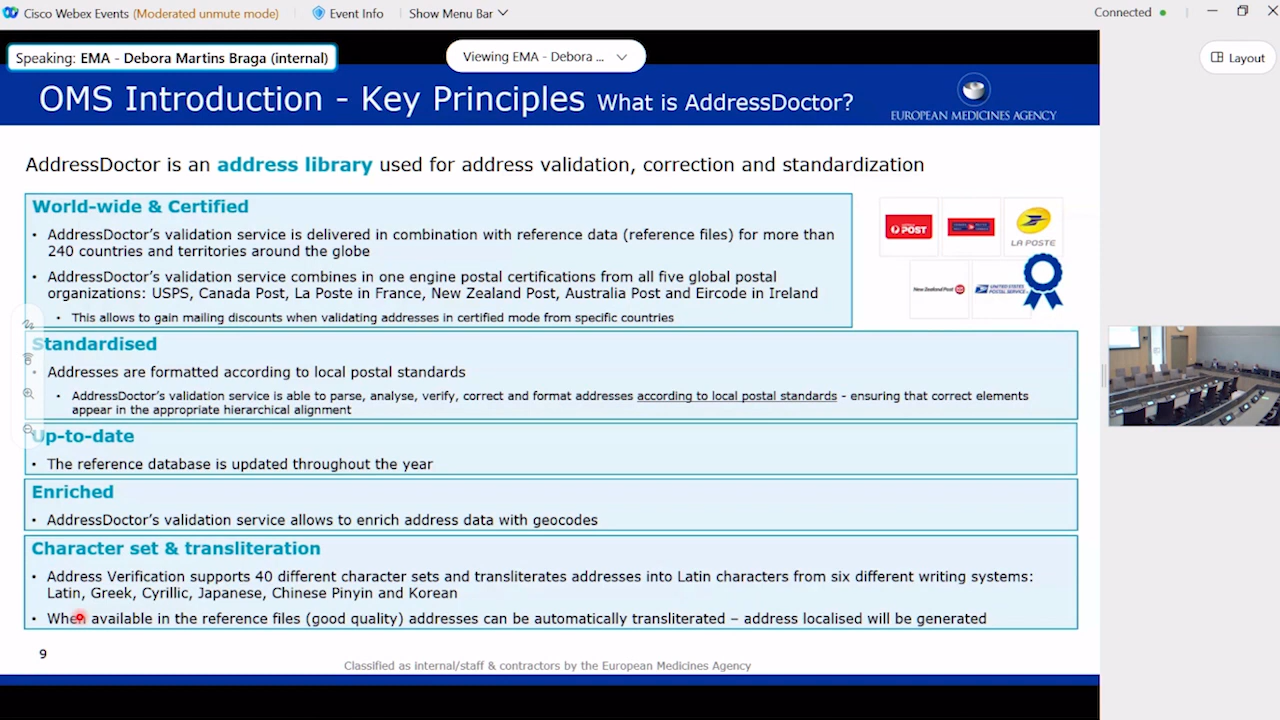 Cisco Webex Events (Moderated unmute mode)
Event Info
Show Menu Bar
Connected
Speaking: EMA - Debora Martins Braga (internal)
Viewing EMA - Debora ...
Layout
OMS Introduction - Key Principles What is AddressDoctor?
EUROPEAN MEDICINES AGENCY
AddressDoctor is an address library used for address validation, correction and standardization
World-wide & Certified
• AddressDoctor's validation service is delivered in combination with reference data (reference files) for more than
240 countries and territories around the globe
• AddressDoctor's validation service combines in one engine postal certifications from all five global postal
organizations: USPS, Canada Post, La Poste in France, New Zealand Post, Australia Post and Eircode in Ireland
• This allows to gain mailing discounts when validating addresses in certified mode from specific countries
POST
LA POSTE
New Zealand Post
UNITED STATES
POSTAL SERVICE
Standardised
• Addresses are formatted according to local postal standards
• AddressDoctor's validation service is able to parse, analyse, verify, correct and format addresses according to local postal standards - ensuring that correct elements
appear in the appropriate hierarchical alignment
Up-to-date
• The reference database is updated throughout the year
Enriched
• AddressDoctor's validation service allows to enrich address data with geocodes
Character set & transliteration
• Address Verification supports 40 different character sets and transliterates addresses into Latin characters from six different writing systems:
Latin, Greek, Cyrillic, Japanese, Chinese Pinyin and Korean
• When available in the reference files (good quality) addresses can be automatically transliterated – address localised will be generated
9
Classified as internal/staff & contractors by the European Medicines Agency